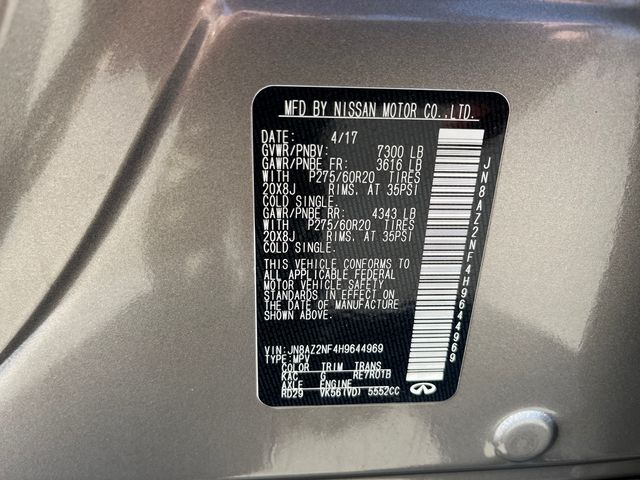 MFD BY NISSAN MOTOR CO.,LTD.
DATE: 4/17
GVWR/PNBV: 7300 LB
GAWR/PNBE FR: 3616 LB
WITH P275/60R20 TIRES
20X8J RIMS. AT 35PSI
COLD SINGLE.
GAWR/PNBE RR: 4343 LB
WITH P275/60R20 TIRES
20X8J RIMS. AT 35PSI
COLD SINGLE.
THIS VEHICLE CONFORMS TO
ALL APPLICABLE FEDERAL
MOTOR VEHICLE SAFETY
STANDARDS IN EFFECT ON
THE DATE OF MANUFACTURE
SHOWN ABOVE.
VIN: JN8AZ2NF4H9644969
TYPE: MPV
COLOR TRIM TRANS
KAC G RE7R01B
AXLE ENGINE
RD29 VK56(VD) 5552CC
JN8AZ2NF4H9644969